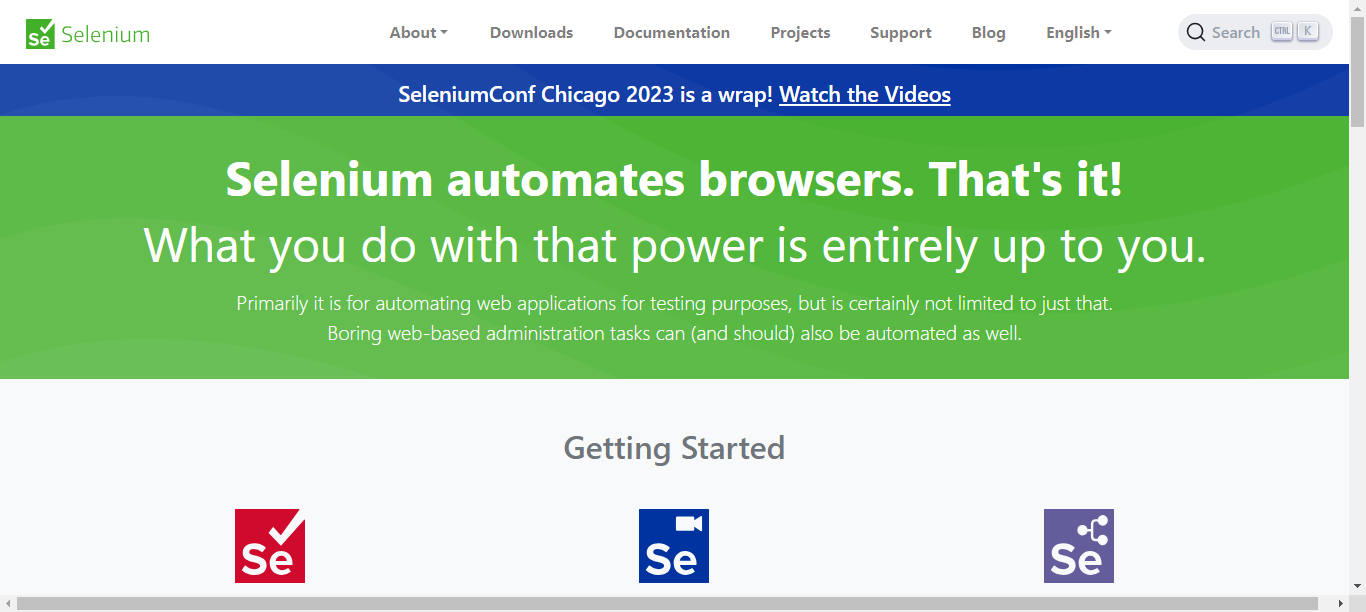 Se Selenium
About Downloads Documentation Projects Support Blog English Search CTRL K
SeleniumConf Chicago 2023 is a wrap! Watch the Videos
Selenium automates browsers. That's it!
What you do with that power is entirely up to you.
Primarily it is for automating web applications for testing purposes, but is certainly not limited to just that.
Boring web-based administration tasks can (and should) also be automated as well.
Getting Started
Se Se Se